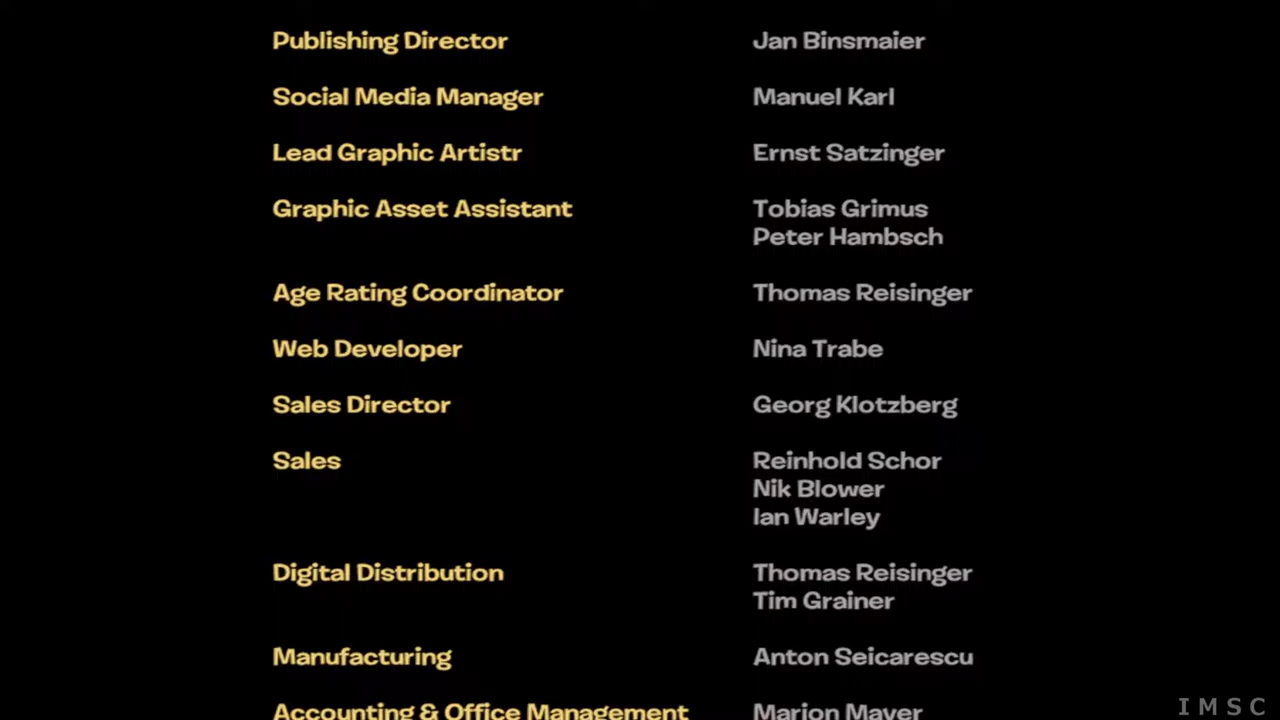 Publishing Director Jan Binsmaier
Social Media Manager Manuel Karl
Lead Graphic Artistr Ernst Satzinger
Graphic Asset Assistant Tobias Grimus
Peter Hambsch
Age Rating Coordinator Thomas Reisinger
Web Developer Nina Trabe
Sales Director Georg Klotzberg
Sales Reinhold Schor
Nik Blower
Ian Warley
Digital Distribution Thomas Reisinger
Tim Grainer
Manufacturing Anton Seicarescu
Accounting & Office Management Marion Mayer
IMSC